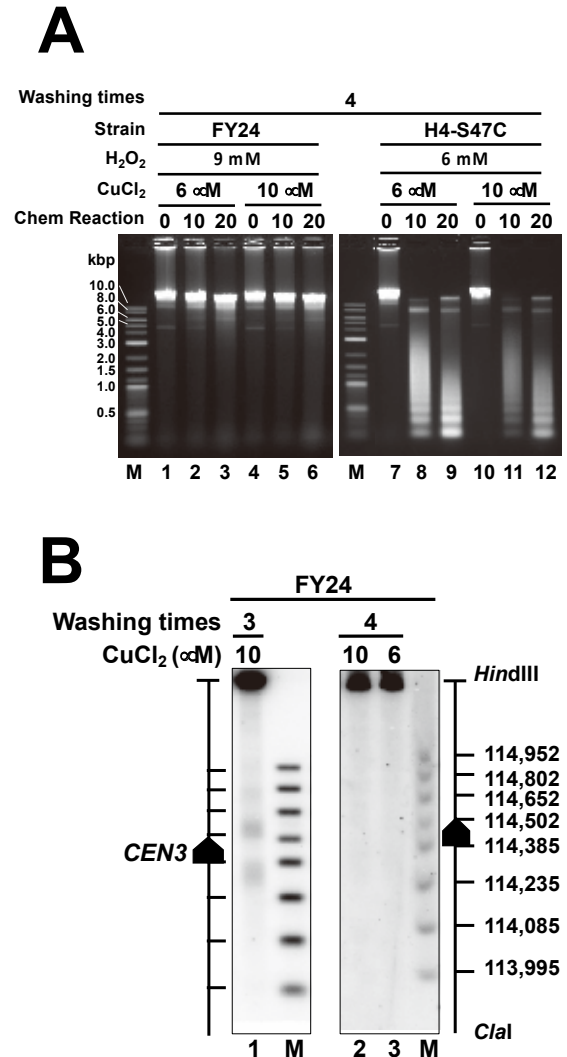 A
Washing times 4
Strain FY24 H4-S47C
H₂O₂ 9 mM 6 mM
CuCl₂ 6 ∝M 10 ∝M 6 ∝M 10 ∝M
Chem Reaction 0 10 20 0 10 20 0 10 20 0 10 20
kbp
10.0
8.0
6.0
5.0
4.0
3.0
2.0
1.5
1.0
0.5
M 1 2 3 4 5 6 M 7 8 9 10 11 12
B
FY24
Washing times 3 4
CuCl₂ (∝M) 10 10 6
HindIII
114,952
114,802
114,652
114,502
CEN3
114,385
114,235
114,085
113,995
ClaI
1 M 2 3 M